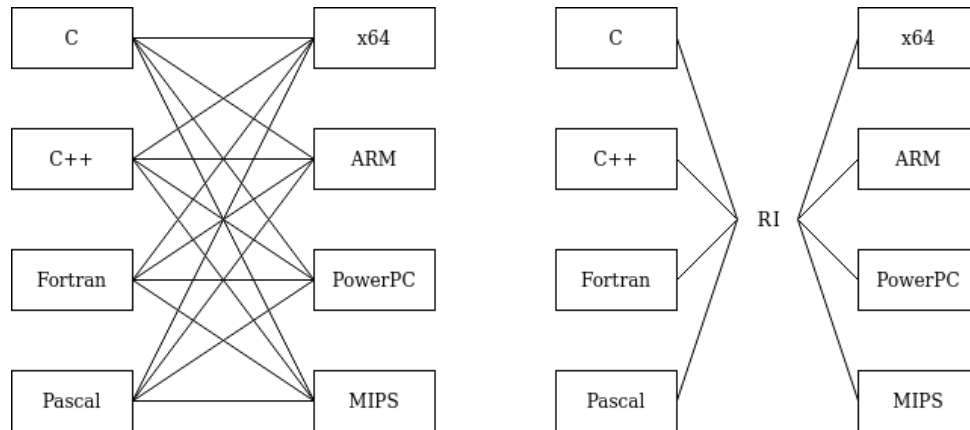 C
x64
C
x64
C++
ARM
C++
ARM
RI
Fortran
PowerPC
Fortran
PowerPC
Pascal
MIPS
Pascal
MIPS